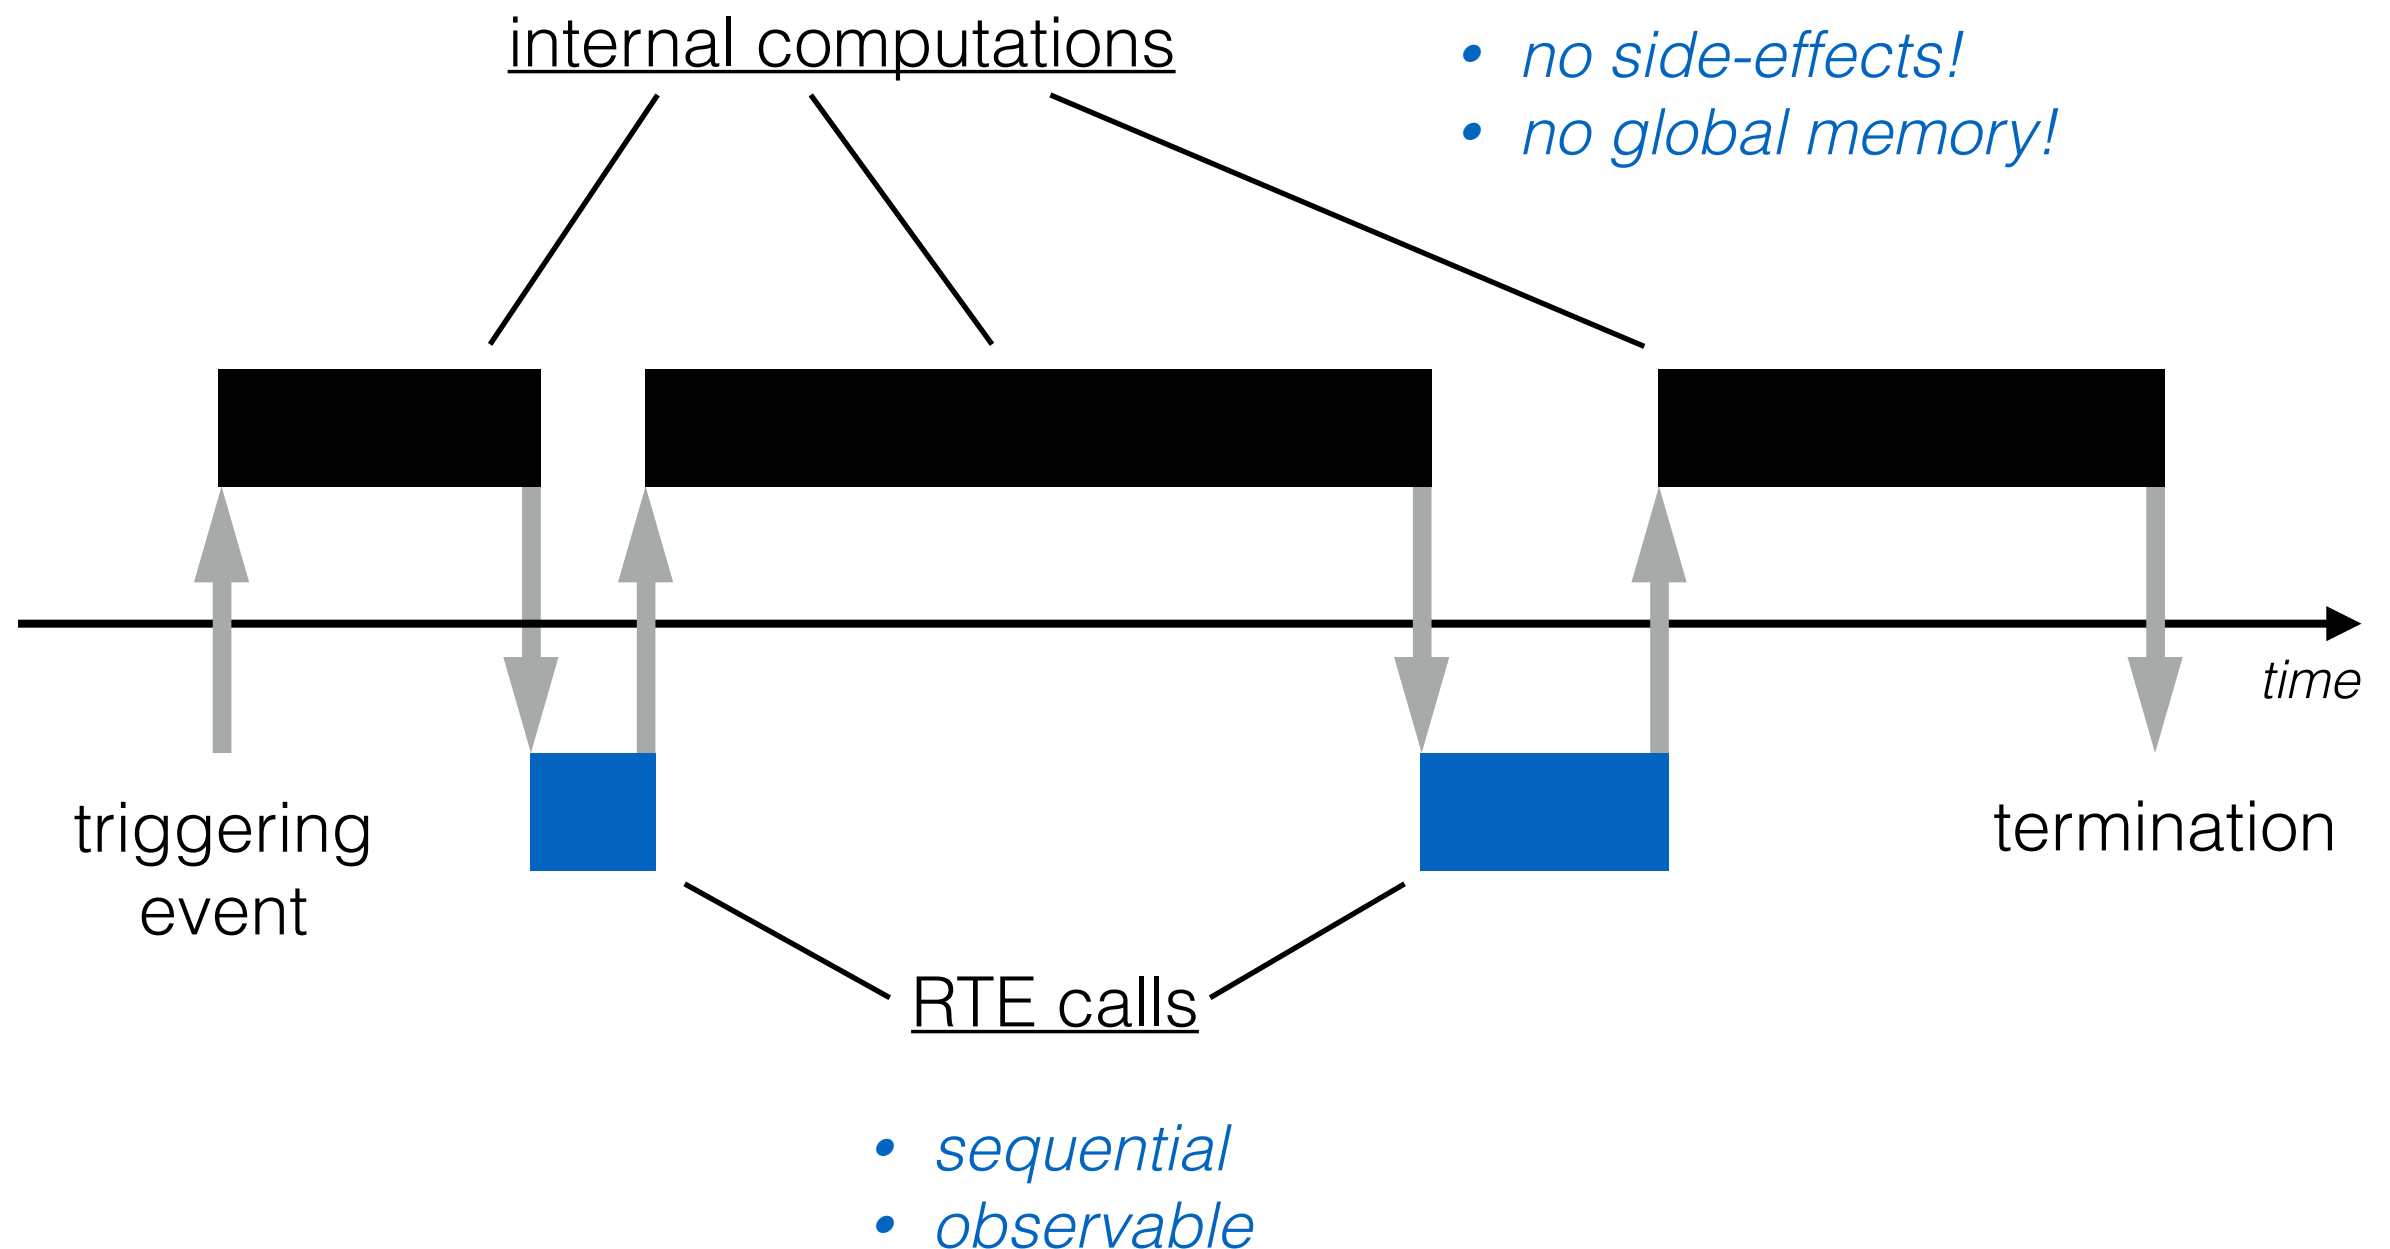 internal computations
• no side-effects!
• no global memory!
time
triggering
event
termination
RTE calls
• sequential
• observable